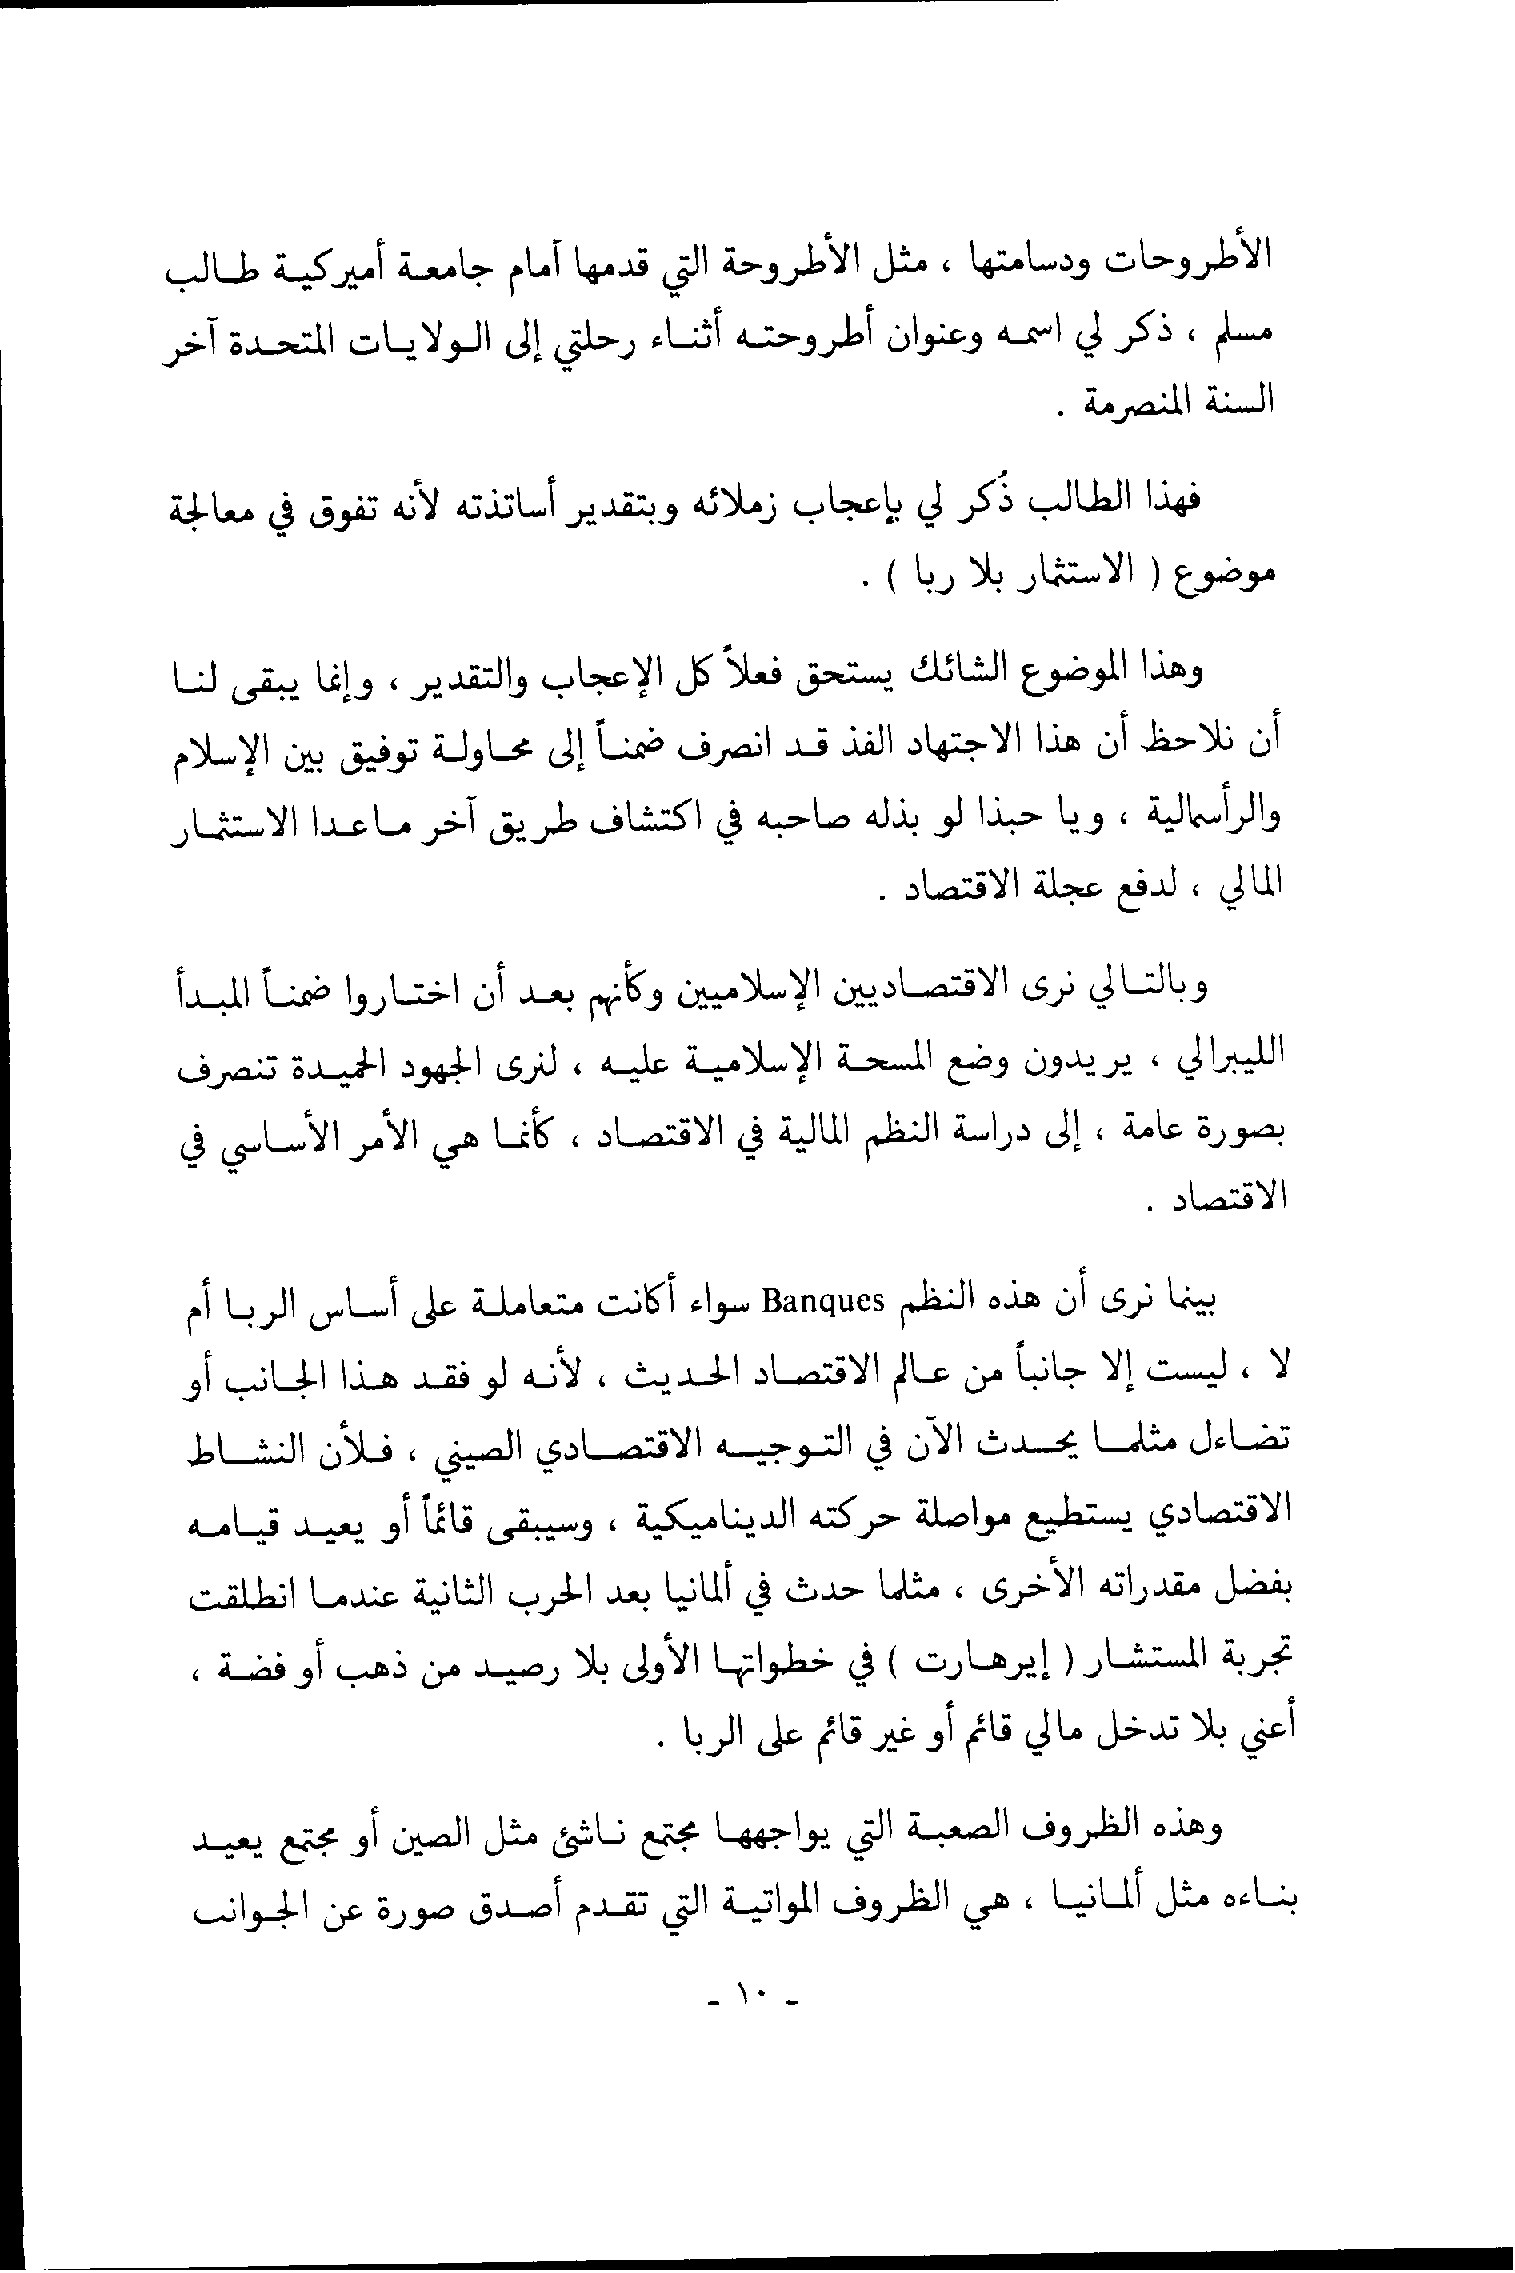 الأطروحات ودسامتها ، مثل الأطروحة التي قدمها أمام جامعة أميركية طالب
مسلم ، ذكر لي اسمه وعنوان أطروحته أثناء رحلتي إلى الولايات المتحدة آخر
السنة المنصرمة .
فهذا الطالب ذُكر لي بإعجاب زملائه وبتقدير أساتذته لأنه تفوق في معالجة
موضوع ( الاستثمار بلا ربا ) .
وهذا الموضوع الشائك يستحق فعلاً كل الإعجاب والتقدير ، وإنما يبقى لنا
أن نلاحظ أن هذا الاجتهاد الفذ قد انصرف ضمناً إلى محاولة توفيق بين الإسلام
والرأسمالية ، ويا حبذا لو بذله صاحبه في اكتشاف طريق آخر ماعدا الاستثمار
المالي ، لدفع عجلة الاقتصاد .
وبالتالي نرى الاقتصاديين الإسلاميين وكأنهم بعد أن اختاروا ضمناً المبدأ
الليبرالي ، يريدون وضع المسحة الإسلامية عليه ، لنرى الجهود الحميدة تنصرف
بصورة عامة ، إلى دراسة النظم المالية في الاقتصاد ، كأنما هي الأمر الأساسي في
الاقتصاد .
بينما نرى أن هذه النظم Banques سواء أكانت متعاملة على أساس الربا أم
لا ، ليست إلا جانباً من عالم الاقتصاد الحديث ، لأنه لو فقد هذا الجانب أو
تضاءل مثلما يحدث الآن في التوجيه الاقتصادي الصيني ، فلأن النشاط
الاقتصادي يستطيع مواصلة حركته الديناميكية ، وسيبقى قائماً أو يعيد قيامه
بفضل مقدراته الأخرى ، مثلما حدث في ألمانيا بعد الحرب الثانية عندما انطلقت
تجربة المستشار ( إيرهارت ) في خطواتها الأولى بلا رصيد من ذهب أو فضة ،
أعني بلا تدخل مالي قائم أو غير قائم على الربا .
وهذه الظروف الصعبة التي يواجهها مجتمع ناشئ مثل الصين أو مجتمع يعيد
بناءه مثل ألمانيا ، هي الظروف المواتية التي تقدم أصدق صورة عن الجوانب
- ١٠ -